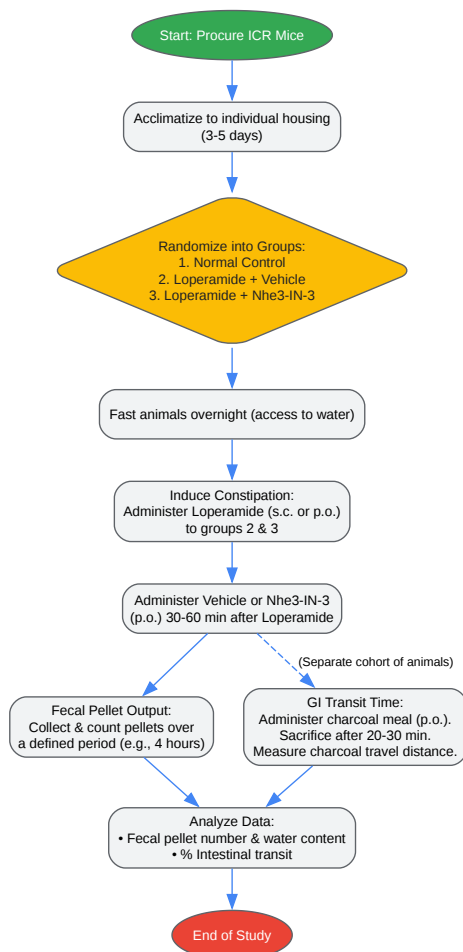 Start: Procure ICR Mice
Acclimatize to individual housing
(3-5 days)
Randomize into Groups:
1. Normal Control
2. Loperamide + Vehicle
3. Loperamide + Nhe3-IN-3
Fast animals overnight (access to water)
Induce Constipation:
Administer Loperamide (s.c. or p.o.)
to groups 2 & 3
Administer Vehicle or Nhe3-IN-3
(p.o.) 30-60 min after Loperamide
(Separate cohort of animals)
Fecal Pellet Output:
Collect & count pellets over
a defined period (e.g., 4 hours)
GI Transit Time:
Administer charcoal meal (p.o.).
Sacrifice after 20-30 min.
Measure charcoal travel distance.
Analyze Data:
• Fecal pellet number & water content
• % Intestinal transit
End of Study